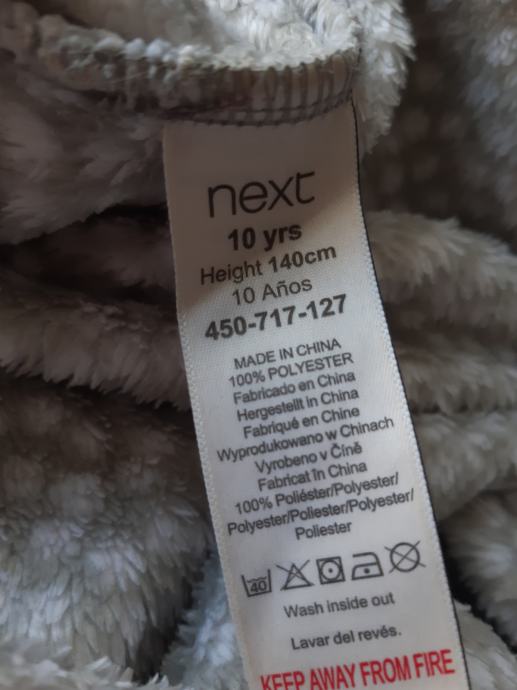 next
10 yrs
Height 140cm
10 Años
450-717-127
MADE IN CHINA
100% POLYESTER
Fabricado en China
Hergestellt in China
Fabriqué en Chine
Wyprodukowano w Chinach
Vyrobeno v Číně
Fabricat în China
100% Poliéster/Polyester/
Polyester/Poliester/Polyester/
Poliester
40
Wash inside out
Lavar del revés.
KEEP AWAY FROM FIRE